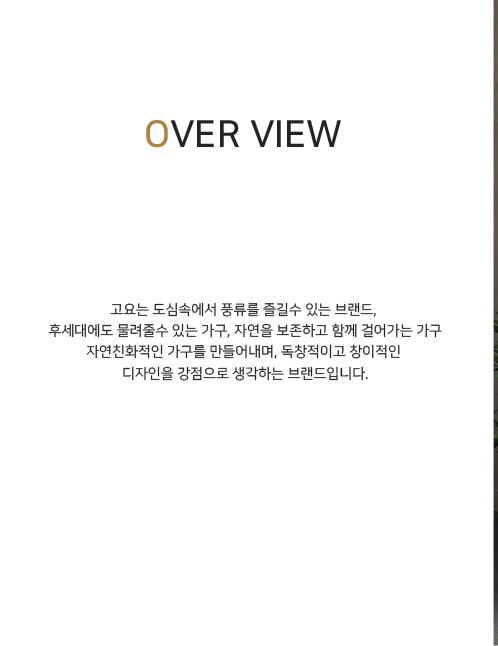 OVER VIEW
고요는 도심속에서 풍류를 즐길수 있는 브랜드,
후세대에도 물려줄수 있는 가구, 자연을 보존하고 함께 걸어가는 가구
자연친화적인 가구를 만들어내며, 독창적이고 창이적인
디자인을 강점으로 생각하는 브랜드입니다.